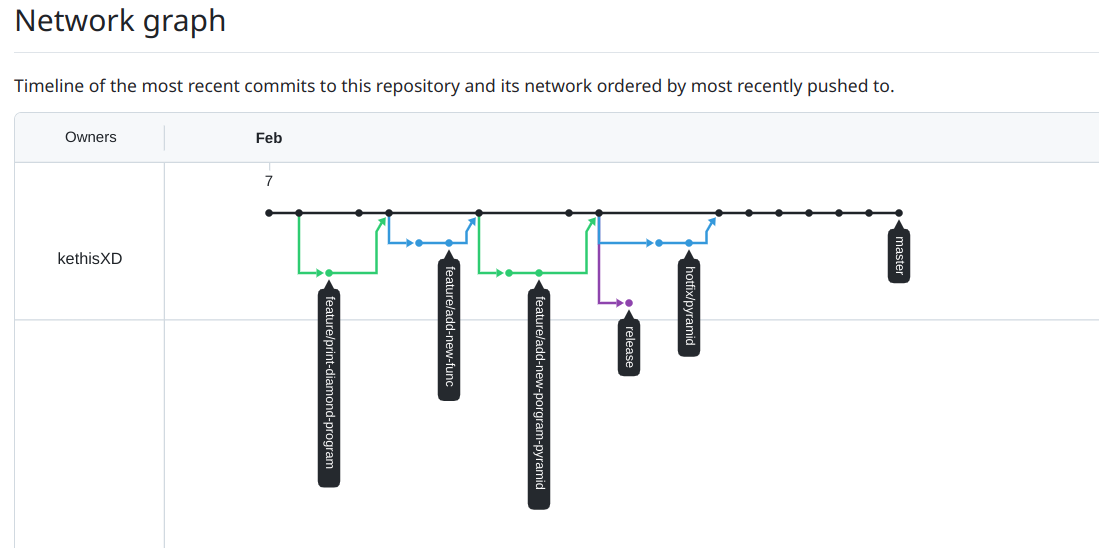 Network graph
Timeline of the most recent commits to this repository and its network ordered by most recently pushed to.
Owners
Feb
7
kethisXD
feature/print-diamond-program
feature/add-new-func
feature/add-new-porgram-pyramid
release
hotfix/pyramid
master